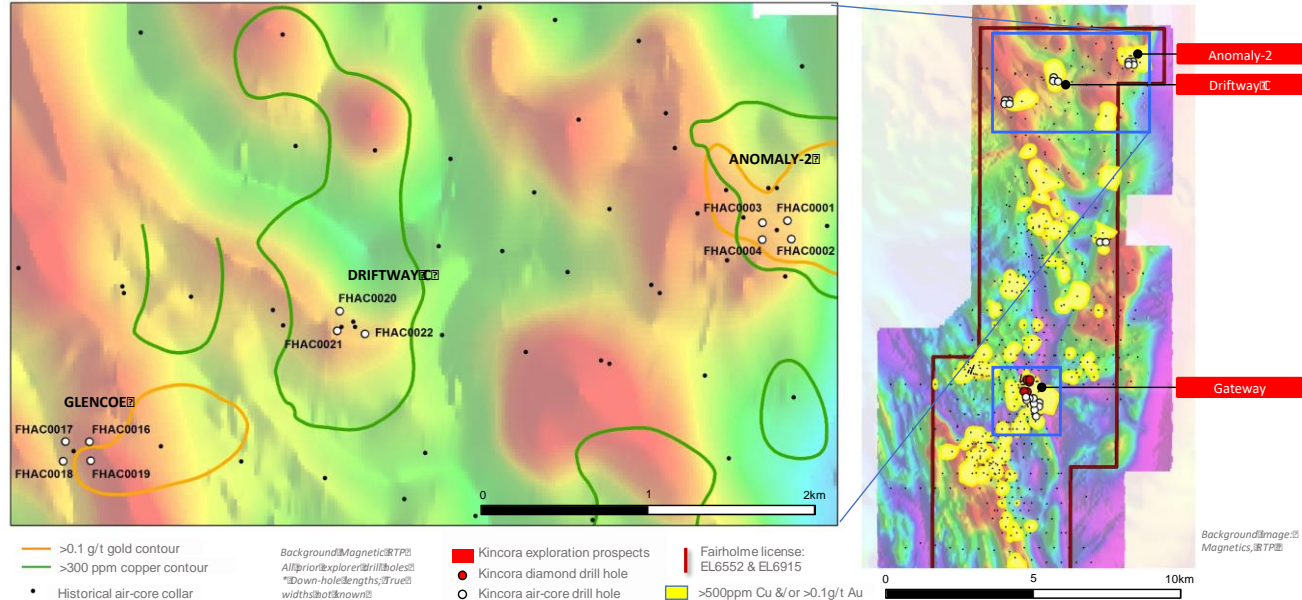 ANOMALY-2
FHAC0003
FHAC0001
FHAC0004
FHAC0002
DRIFTWAY C
FHAC0020
FHAC0021
FHAC0022
GLENCOE
FHAC0017
FHAC0016
FHAC0018
FHAC0019
0
1
2km
Anomaly-2
Driftway C
Gateway
>0.1 g/t gold contour
>300 ppm copper contour
Historical air-core collar
Background Magnetic RTP
All prior explorer drill holes
* Down-hole lengths; True
widths not known
Kincora exploration prospects
Kincora diamond drill hole
Kincora air-core drill hole
Fairholme license:
EL6552 & EL6915
>500ppm Cu &/or >0.1g/t Au
Background Image:
Magnetics, RTP
0
5
10km